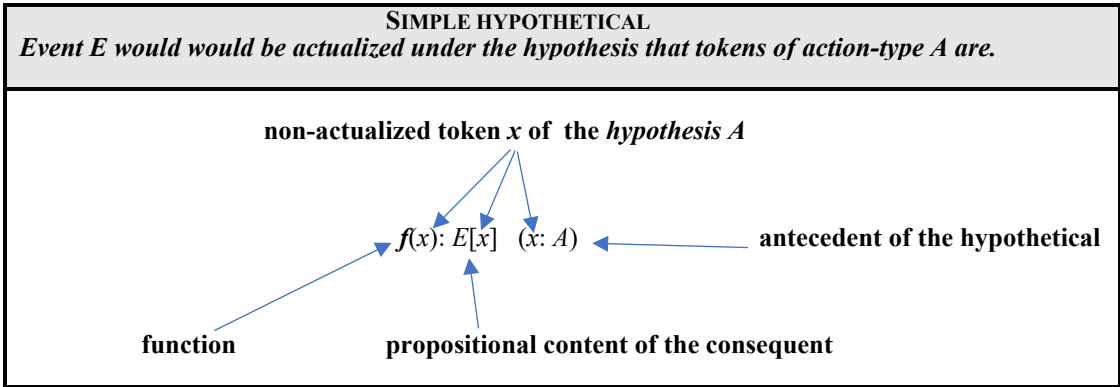 SIMPLE HYPOTHETICAL
Event E would would be actualized under the hypothesis that tokens of action-type A are.
non-actualized token x of the hypothesis A
f(x): E[x] (x: A)
antecedent of the hypothetical
function
propositional content of the consequent